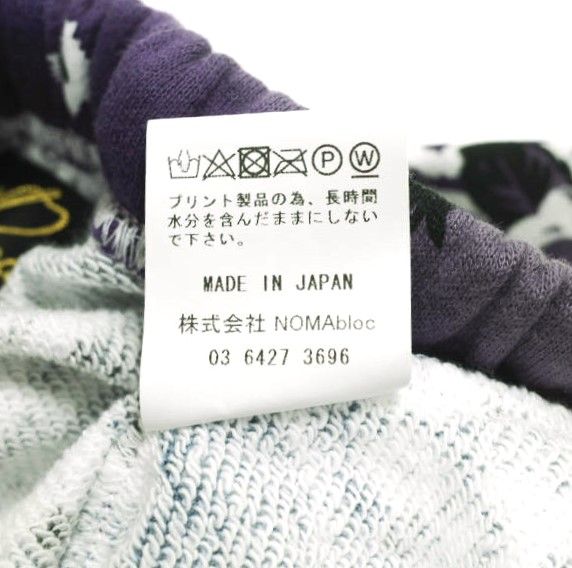 P W
プリント製品の為、長時間
水分を含んだままにしない
で下さい。
MADE IN JAPAN
株式会社 NOMAbloc
03 6427 3696